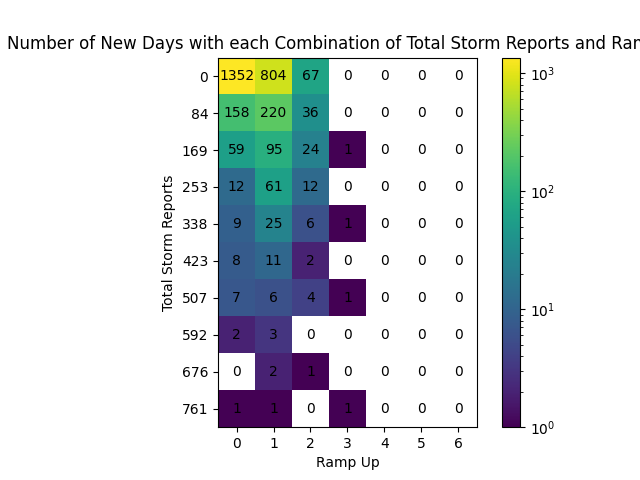 Number of New Days with each Combination of Total Storm Reports and
Total Storm Reports
0 1352 804 67 0 0 0 0
84 158 220 36 0 0 0 0
169 59 95 24 1 0 0 0
253 12 61 12 0 0 0 0
338 9 25 6 1 0 0 0
423 8 11 2 0 0 0 0
507 7 6 4 1 0 0 0
592 2 3 0 0 0 0 0
676 0 2 1 0 0 0 0
761 1 1 0 1 0 0 0
0 1 2 3 4 5 6
Ramp Up
10³
10²
10¹
10⁰